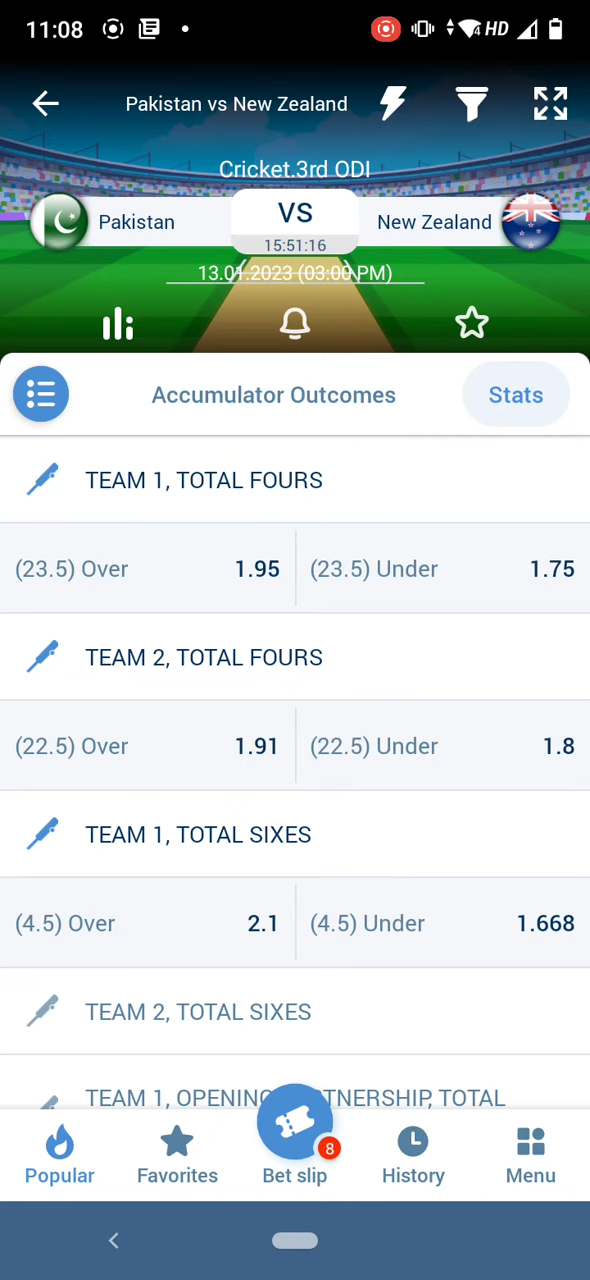 11:08
4 HD
Pakistan vs New Zealand
Cricket.3rd ODI
Pakistan
VS
New Zealand
15:51:16
13.01.2023 (03:00 PM)
Accumulator Outcomes
Stats
TEAM 1, TOTAL FOURS
(23.5) Over 1.95 (23.5) Under 1.75
TEAM 2, TOTAL FOURS
(22.5) Over 1.91 (22.5) Under 1.8
TEAM 1, TOTAL SIXES
(4.5) Over 2.1 (4.5) Under 1.668
TEAM 2, TOTAL SIXES
TEAM 1, TOTAL
8
Popular Favorites Bet slip History Menu